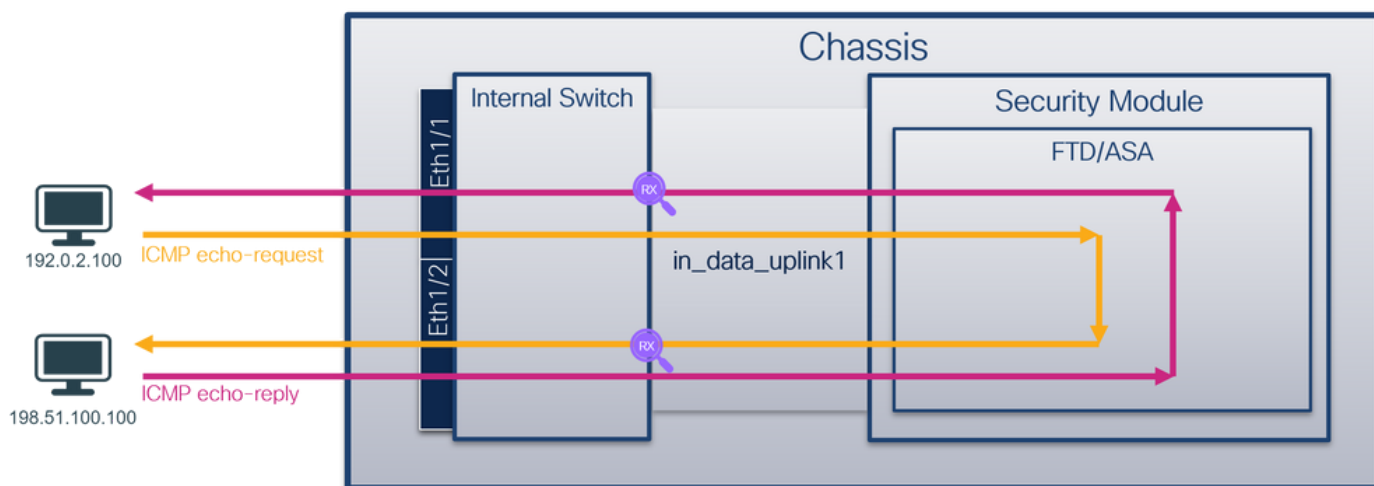 Chassis
Internal Switch
Security Module
FTD/ASA
Eth1/1
RX
192.0.2.100
ICMP echo-request
in_data_uplink1
Eth1/2
RX
198.51.100.100
ICMP echo-reply